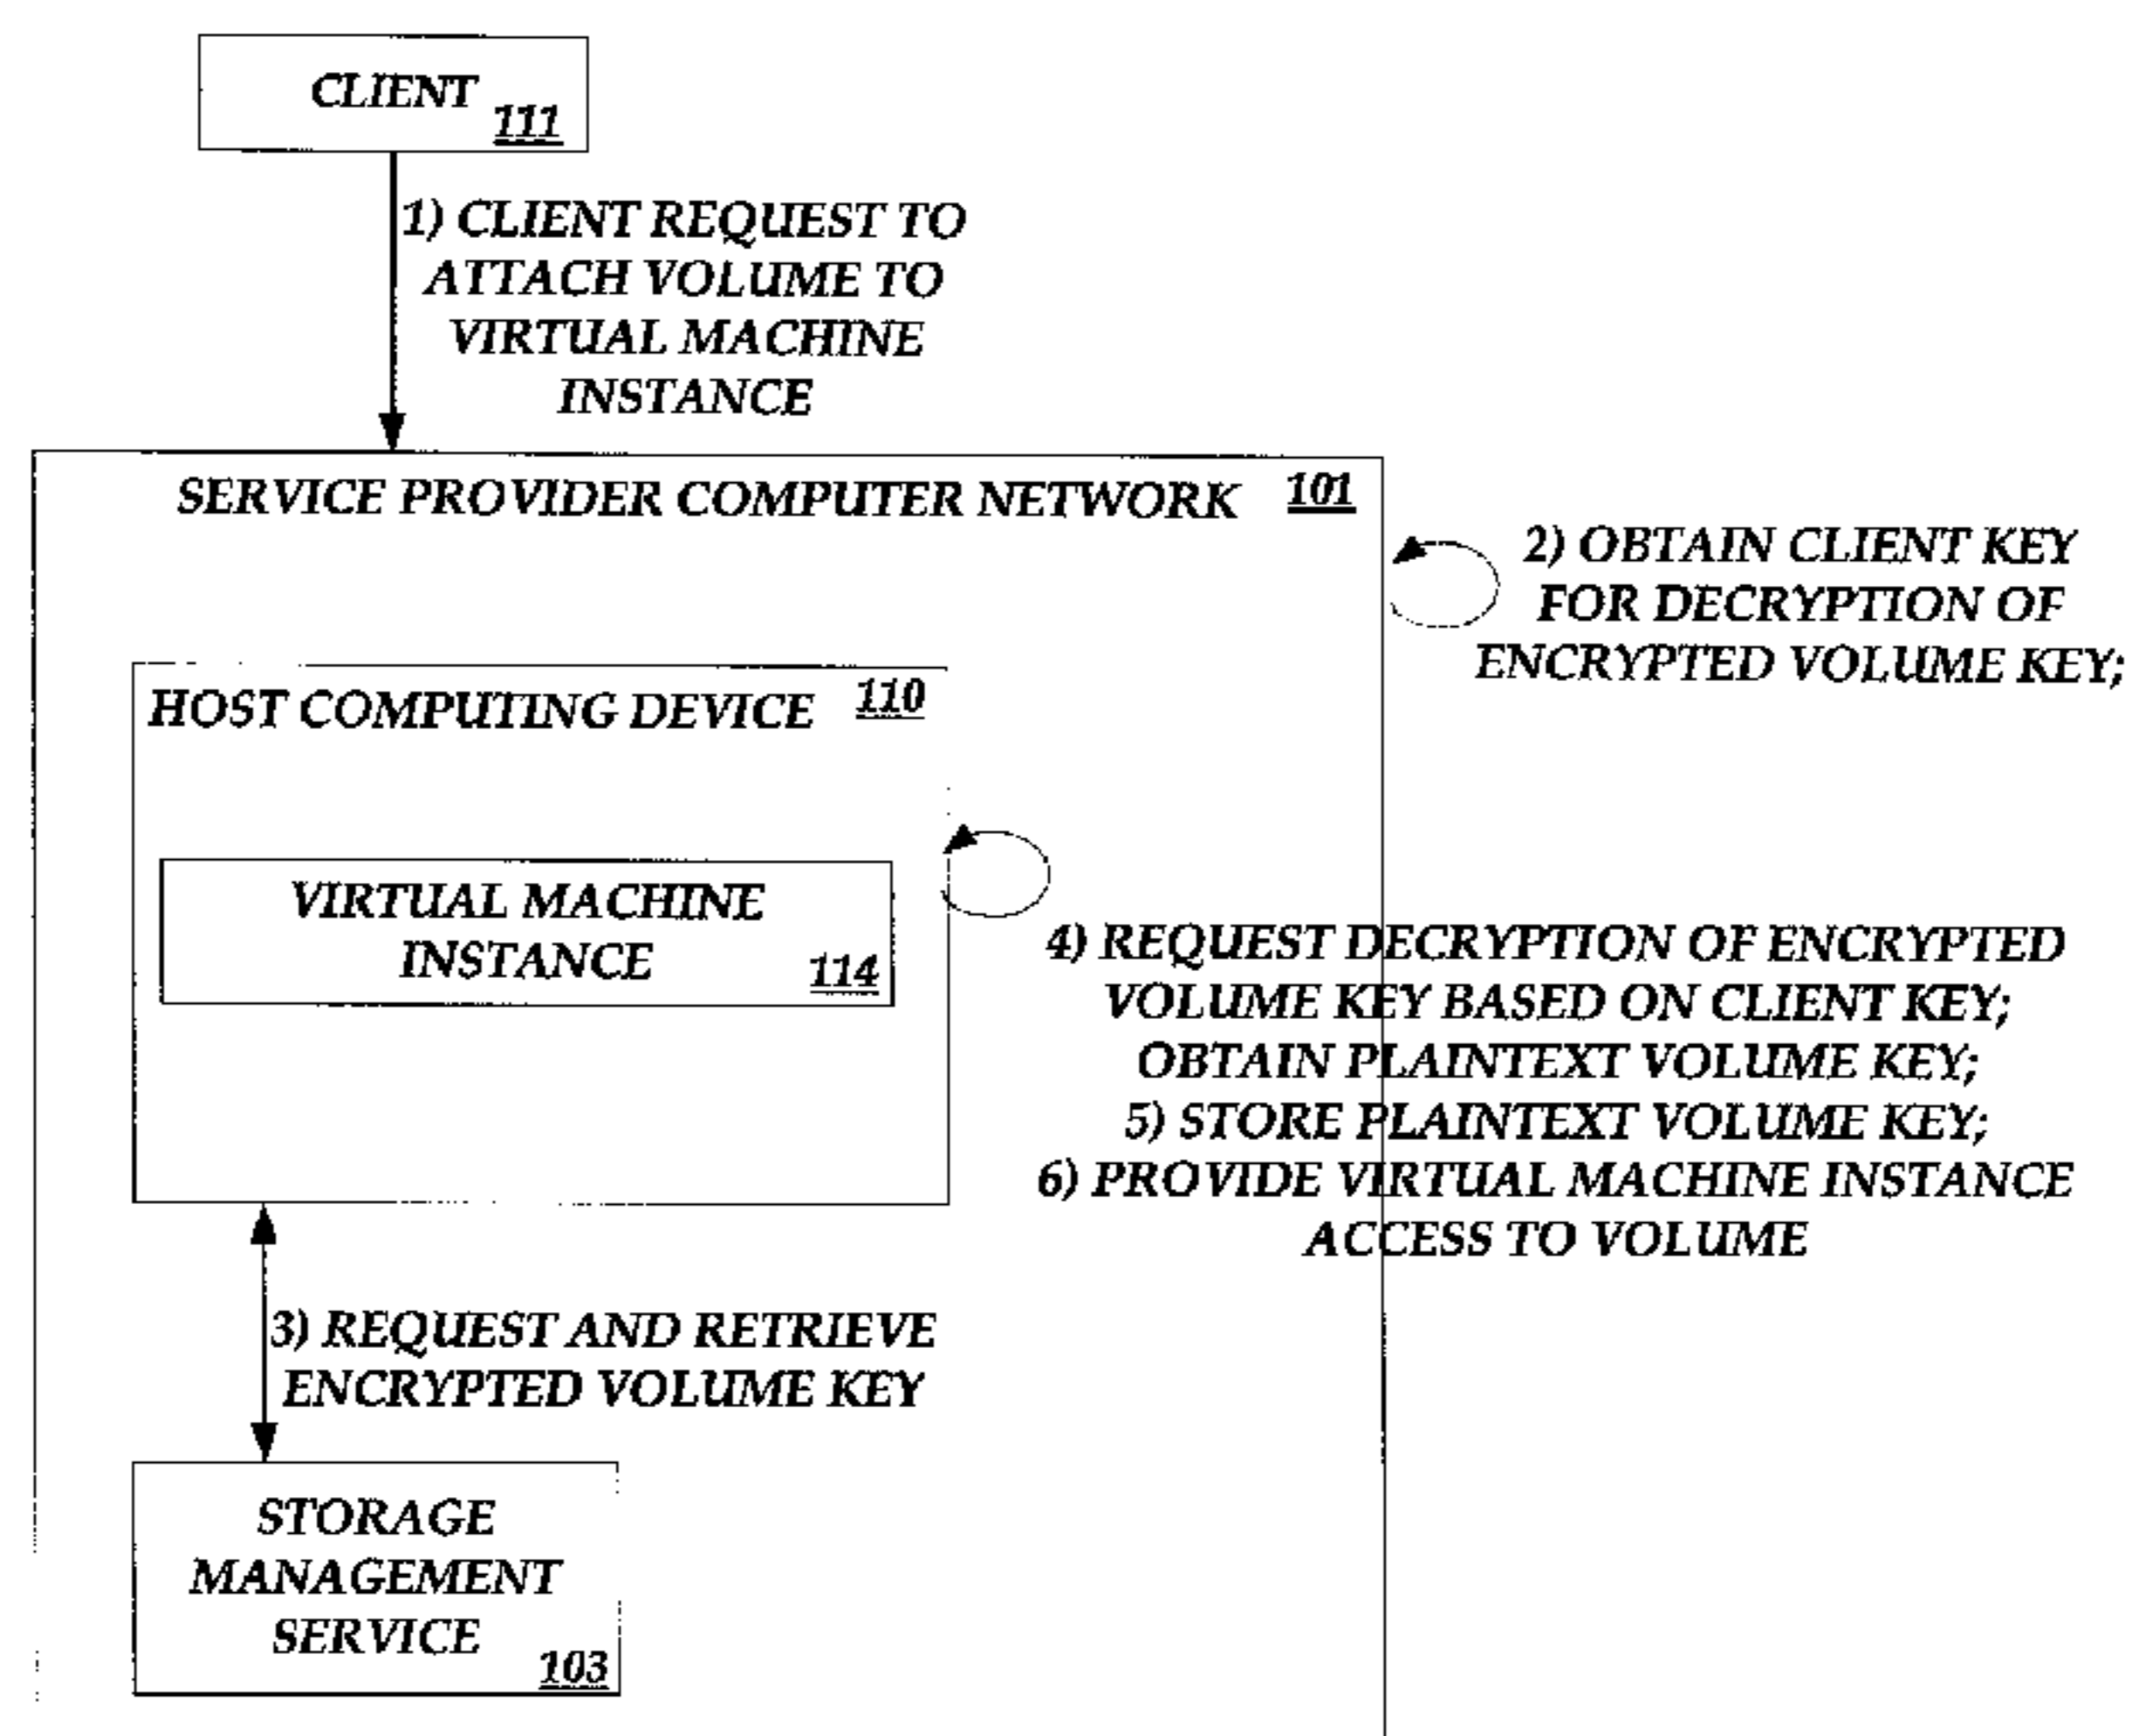 CLIENT
111
1) CLIENT REQUEST TO
ATTACH VOLUME TO
VIRTUAL MACHINE
INSTANCE
SERVICE PROVIDER COMPUTER NETWORK 101
2) OBTAIN CLIENT KEY
FOR DECRYPTION OF
ENCRYPTED VOLUME KEY;
HOST COMPUTING DEVICE 110
VIRTUAL MACHINE
INSTANCE 114
4) REQUEST DECRYPTION OF ENCRYPTED
VOLUME KEY BASED ON CLIENT KEY;
OBTAIN PLAINTEXT VOLUME KEY;
5) STORE PLAINTEXT VOLUME KEY;
6) PROVIDE VIRTUAL MACHINE INSTANCE
ACCESS TO VOLUME
3) REQUEST AND RETRIEVE
ENCRYPTED VOLUME KEY
STORAGE
MANAGEMENT
SERVICE
103